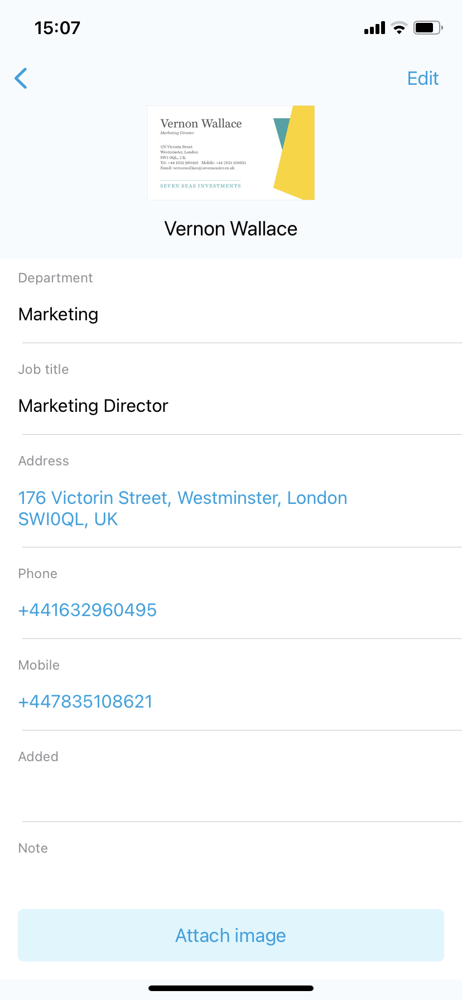 15:07
Edit
Vernon Wallace
Marketing Director
176 Victoria Street
Westminster, London
SW1 0QL, UK
Tel: +44 1632 960495 Mobile: +44 7835 108621
Email: vernonwallace@sevenseasinv.co.uk
SEVEN SEAS INVESTMENTS
Vernon Wallace
Department
Marketing
Job title
Marketing Director
Address
176 Victorin Street, Westminster, London
SWI0QL, UK
Phone
+441632960495
Mobile
+447835108621
Added
Note
Attach image